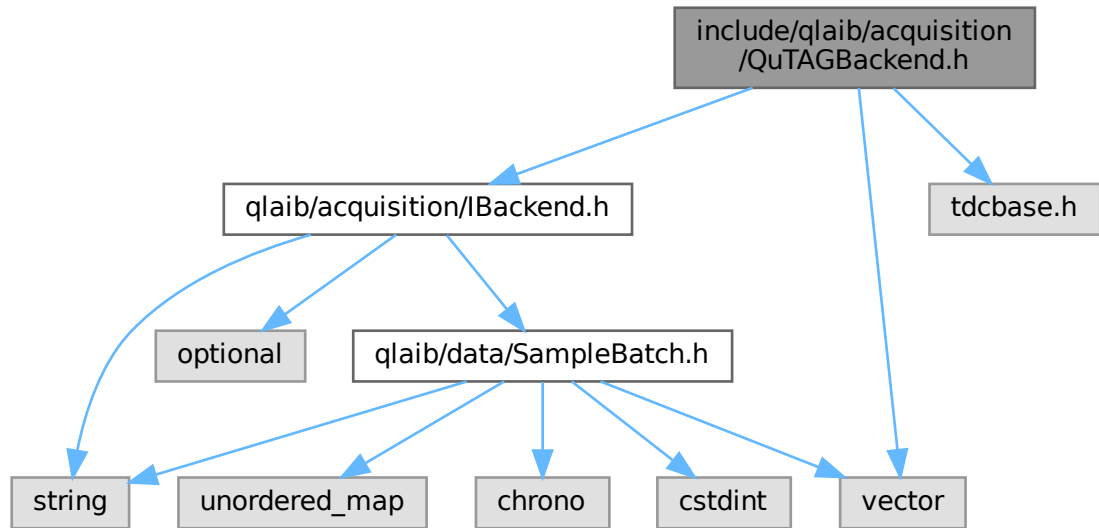 include/qlaib/acquisition
/QuTAGBackend.h
qlaib/acquisition/IBackend.h
tdcbase.h
optional
qlaib/data/SampleBatch.h
string
unordered_map
chrono
cstdint
vector